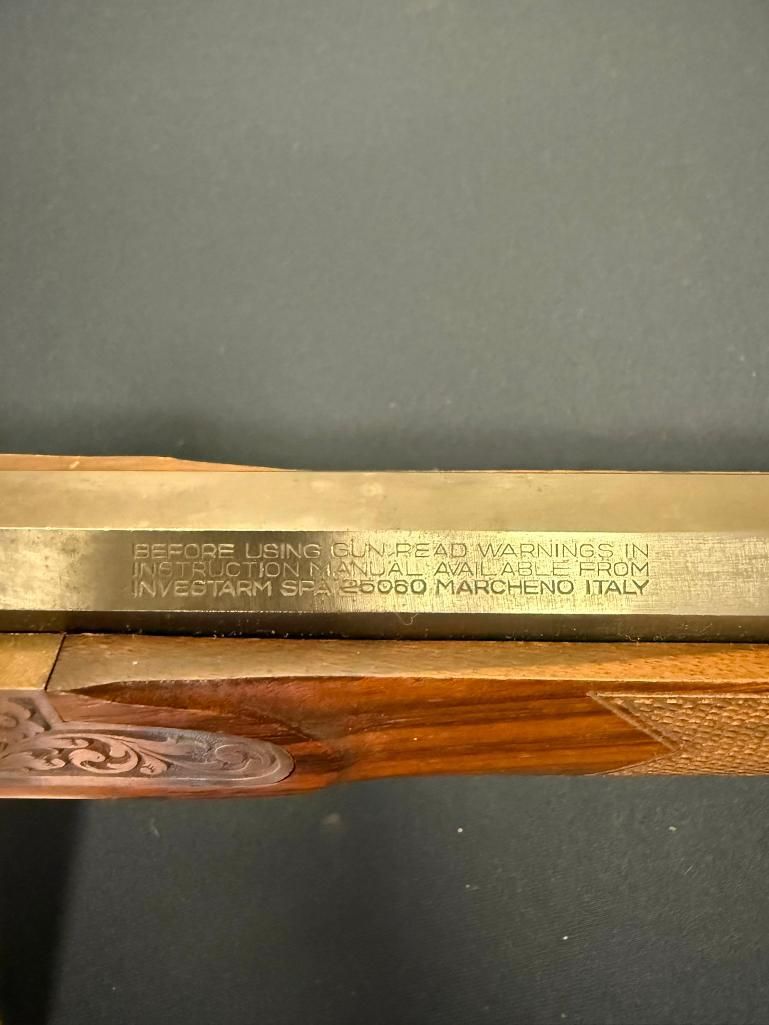 BEFORE USING GUN READ WARNINGS IN
INSTRUCTION MANUAL AVAILABLE FROM
INVESTARM SPA 25060 MARCHENO ITALY